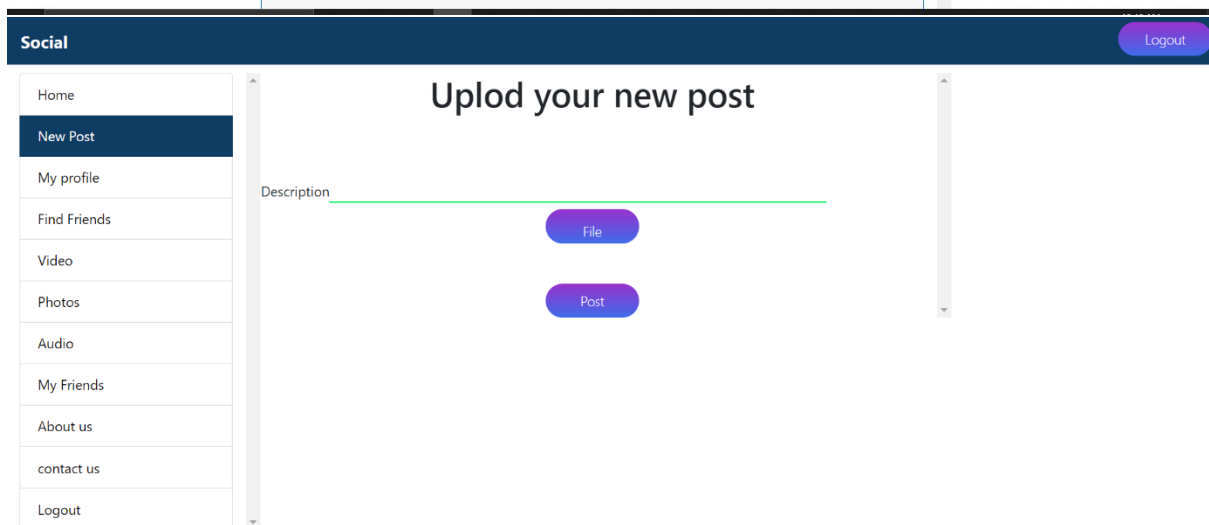 Social
Logout
Home
New Post
My profile
Find Friends
Video
Photos
Audio
My Friends
About us
contact us
Logout
Uplod your new post
Description
File
Post